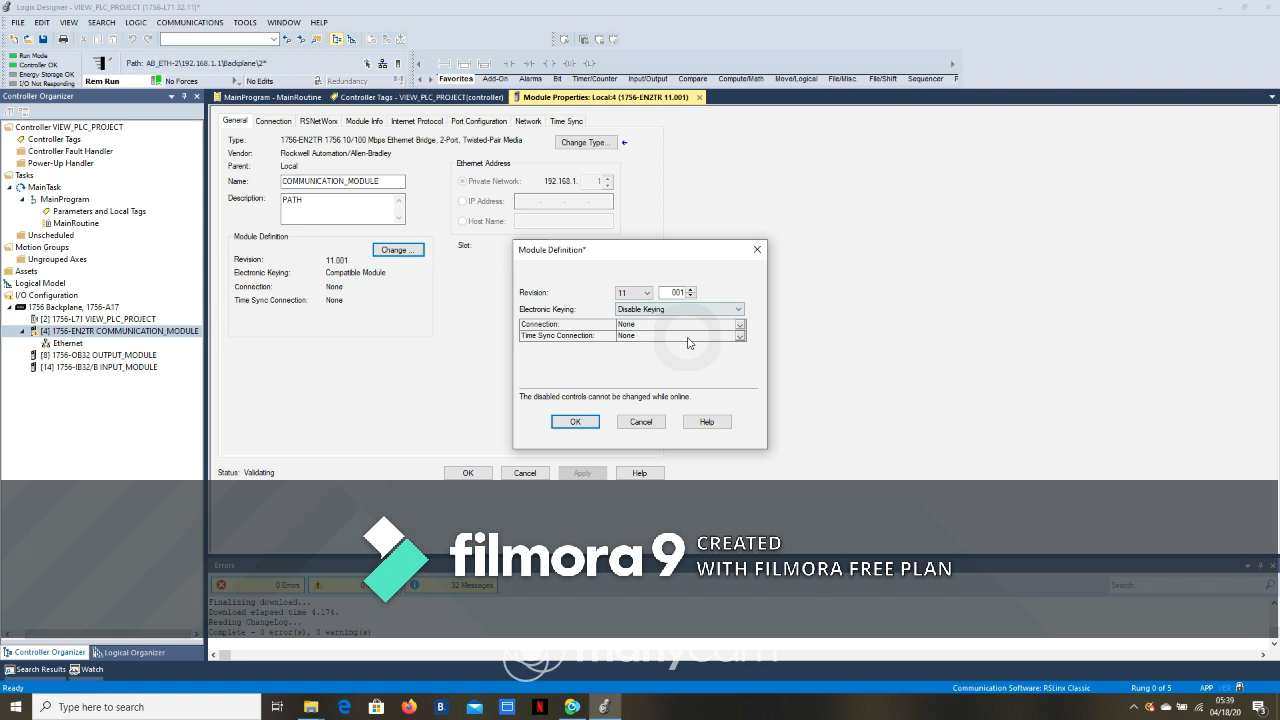 Logix Designer - VIEW_PLC_PROJECT [1756-L71 32.11]*
FILE EDIT VIEW SEARCH LOGIC COMMUNICATIONS TOOLS WINDOW HELP
Run Mode
Controller OK
Energy Storage OK
I/O Not Responding
Path: AB_ETH-2\192.168.1.1\Backplane\2*
Rem Run No Forces No Edits Redundancy
Favorites Add-On Alarms Bit Timer/Counter Input/Output Compare Compute/Math Move/Logical File/Misc. File/Shift Sequencer
Controller Organizer
MainProgram - MainRoutine Controller Tags - VIEW_PLC_PROJECT(controller) Module Properties: Local:4 (1756-EN2TR 11.001)
Controller VIEW_PLC_PROJECT
Controller Tags
Controller Fault Handler
Power-Up Handler
Tasks
MainTask
MainProgram
Parameters and Local Tags
MainRoutine
Unscheduled
Motion Groups
Ungrouped Axes
Assets
Logical Model
I/O Configuration
1756 Backplane, 1756-A17
[2] 1756-L71 VIEW_PLC_PROJECT
[4] 1756-EN2TR COMMUNICATION_MODULE
Ethernet
[8] 1756-OB32 OUTPUT_MODULE
[14] 1756-IB32/B INPUT_MODULE
General Connection RSNetWorx Module Info Internet Protocol Port Configuration Network Time Sync
Type: 1756-EN2TR 1756 10/100 Mbps Ethernet Bridge, 2-Port, Twisted-Pair Media
Change Type...
Vendor: Rockwell Automation/Allen-Bradley
Parent: Local
Name: COMMUNICATION_MODULE
Description: PATH
Ethernet Address
Private Network: 192.168.1. 1
IP Address:
Host Name:
Slot:
Module Definition
Change ...
Revision: 11.001
Electronic Keying: Compatible Module
Connection: None
Time Sync Connection: None
Module Definition*
Revision: 11 001
Electronic Keying: Disable Keying
Connection: None
Time Sync Connection: None
The disabled controls cannot be changed while online.
OK Cancel Help
Status: Validating
OK Cancel Apply Help
filmora9 CREATED
WITH FILMORA FREE PLAN
Errors
0 Errors 32 Messages Search...
Finalizing download...
Download elapsed time 4.174.
Reading ChangeLog...
Complete - 0 error(s), 0 warning(s)
Controller Organizer Logical Organizer
Search Results Watch
Ready Communication Software: RSLinx Classic Rung 0 of 5 APP VER
Type here to search
05:39
04/18/20